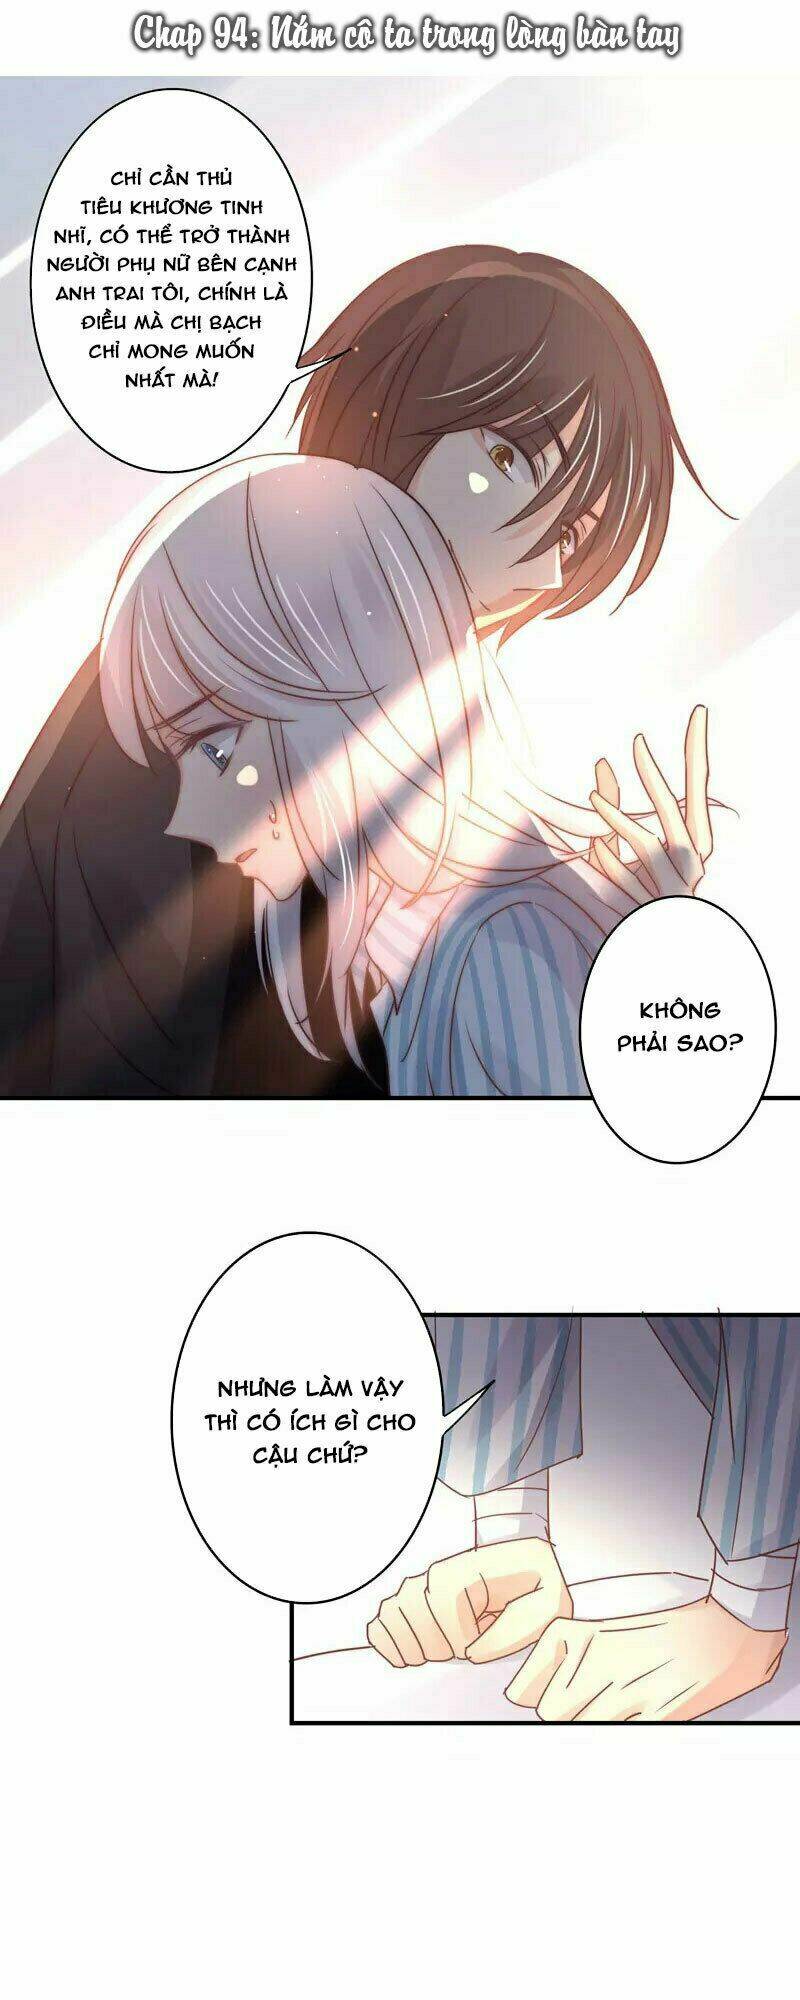 Chap 94: Nắm cô ta trong lòng bàn tay
CHỈ CẦN THỦ
TIÊU KHƯƠNG TINH
NHĨ, CÓ THỂ TRỞ THÀNH
NGƯỜI PHỤ NỮ BÊN CẠNH
ANH TRAI TÔI, CHÍNH LÀ
ĐIỀU MÀ CHỊ BẠCH
CHỈ MONG MUỐN
NHẤT MÀ!
KHÔNG
PHẢI SAO?
NHƯNG LÀM VẬY
THÌ CÓ ÍCH GÌ CHO
CẬU CHỨ?